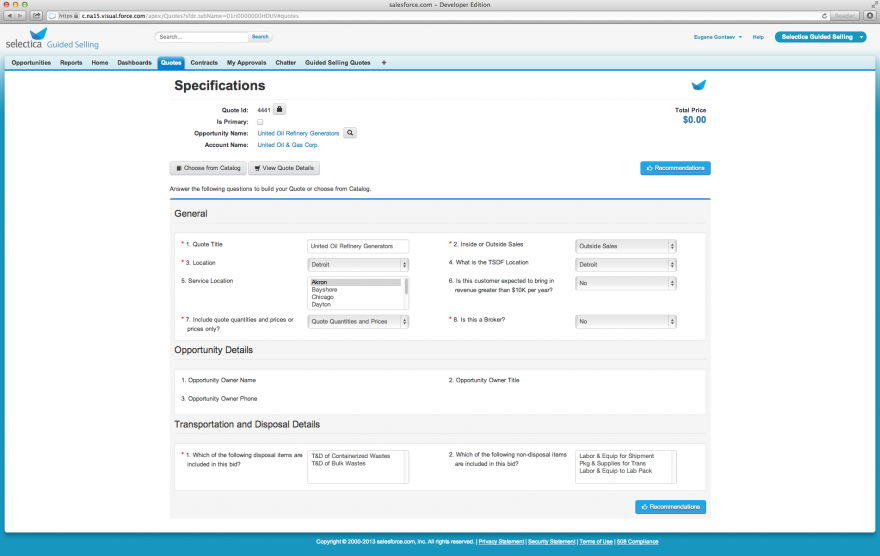 salesforce.com – Developer Edition
https c.na15.visual.force.com/apex/Quotes?sfdc.tabName=01r0000000HDUV#quotes
Reader
selectica Guided Selling
Search...
Search
Eugene Gontaev
Help
Selectica Guided Selling
Opportunities
Reports
Home
Dashboards
Quotes
Contracts
My Approvals
Chatter
Guided Selling Quotes
+
Specifications
Quote Id: 4441
Is Primary:
Opportunity Name: United Oil Refinery Generators
Account Name: United Oil & Gas Corp.
Total Price
$0.00
Choose from Catalog
View Quote Details
Recommendations
Answer the following questions to build your Quote or choose from Catalog.
General
* 1. Quote Title
United Oil Refinery Generators
* 2. Inside or Outside Sales
Outside Sales
* 3. Location
Detroit
4. What is the TSDF Location
Detroit
5. Service Location
Akron
Bayshore
Chicago
Dayton
6. Is this customer expected to bring in
revenue greater than $10K per year?
No
* 7. Include quote quantities and prices or
prices only?
Quote Quantities and Prices
* 8. Is this a Broker?
No
Opportunity Details
1. Opportunity Owner Name
2. Opportunity Owner Title
3. Opportunity Owner Phone
Transportation and Disposal Details
* 1. Which of the following disposal items are
included in this bid?
T&D of Containerized Wastes
T&D of Bulk Wastes
2. Which of the following non-disposal items
are included in this bid?
Labor & Equip for Shipment
Pkg & Supplies for Trans
Labor & Equip to Lab Pack
Recommendations
Copyright © 2000-2013 salesforce.com, inc. All rights reserved. | Privacy Statement | Security Statement | Terms of Use | 508 Compliance